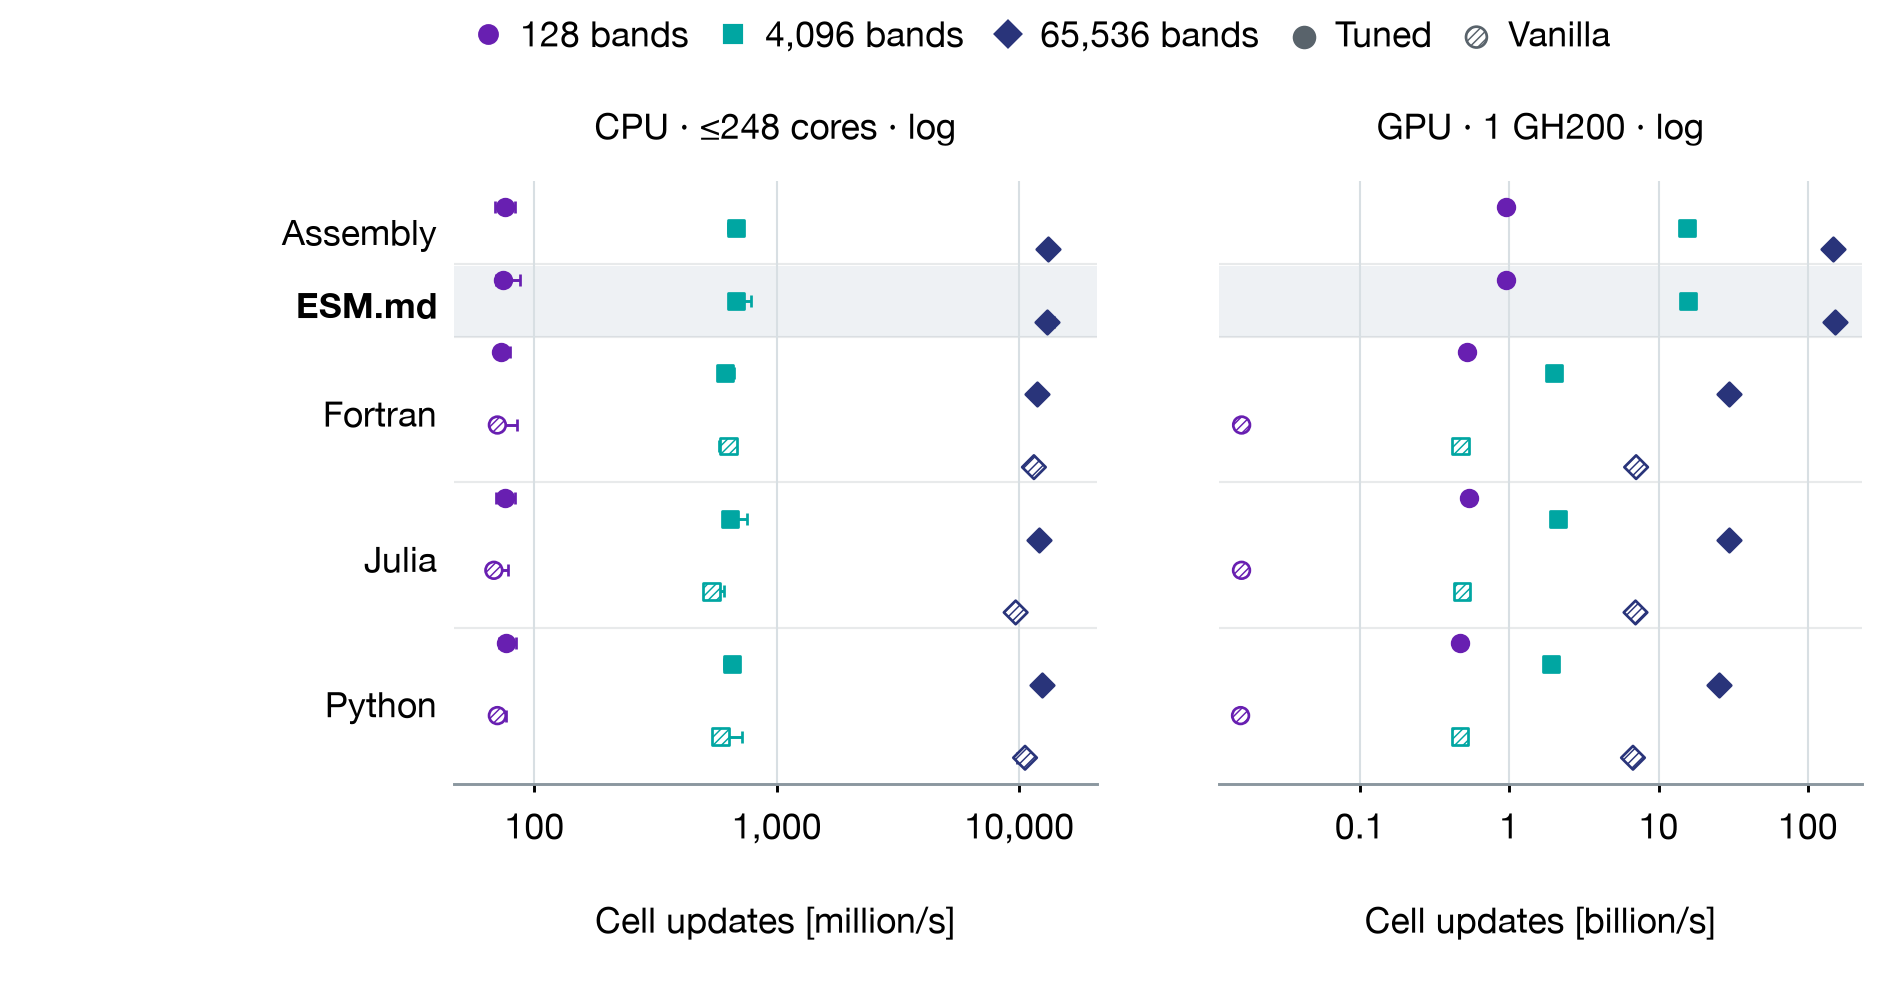 128 bands 4,096 bands 65,536 bands Tuned Vanilla
CPU · ≤248 cores · log
GPU · 1 GH200 · log
Assembly
ESM.md
Fortran
Julia
Python
100 1,000 10,000
0.1 1 10 100
Cell updates [million/s]
Cell updates [billion/s]